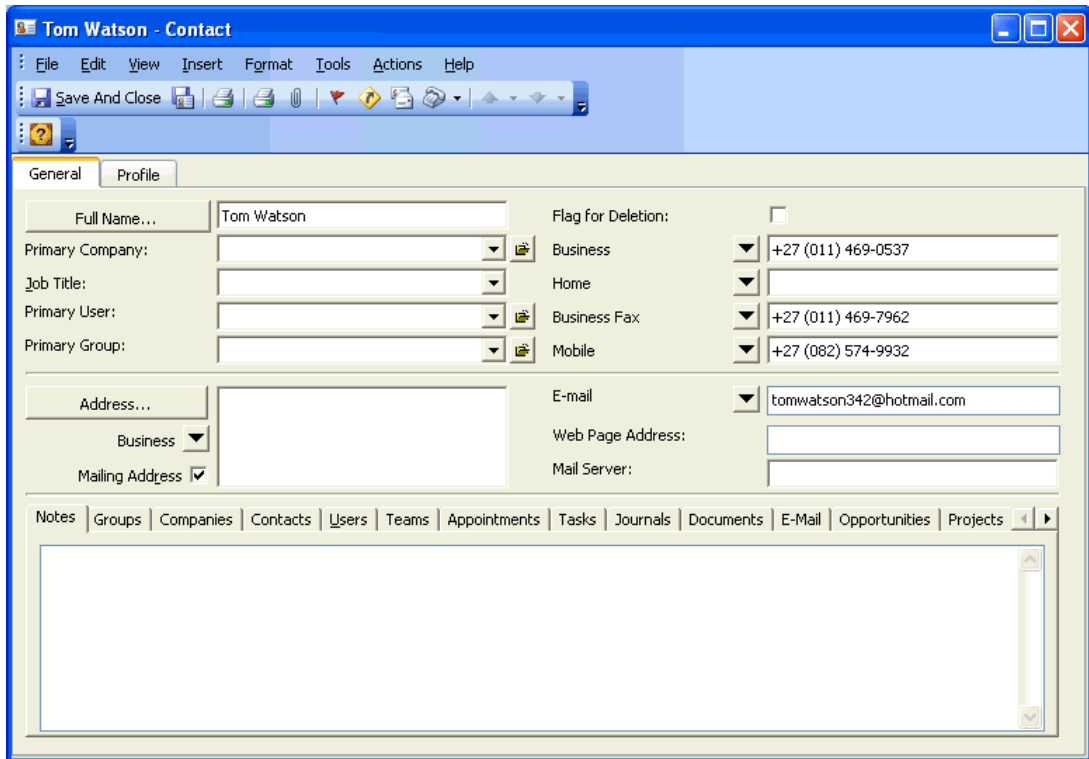 Tom Watson - Contact
File Edit View Insert Format Tools Actions Help
Save And Close
General Profile
Full Name... Tom Watson Flag for Deletion:
Primary Company: Business +27 (011) 469-0537
Job Title: Home
Primary User: Business Fax +27 (011) 469-7962
Primary Group: Mobile +27 (082) 574-9932
Address... E-mail tomwatson342@hotmail.com
Business Web Page Address:
Mailing Address Mail Server:
Notes Groups Companies Contacts Users Teams Appointments Tasks Journals Documents E-Mail Opportunities Projects